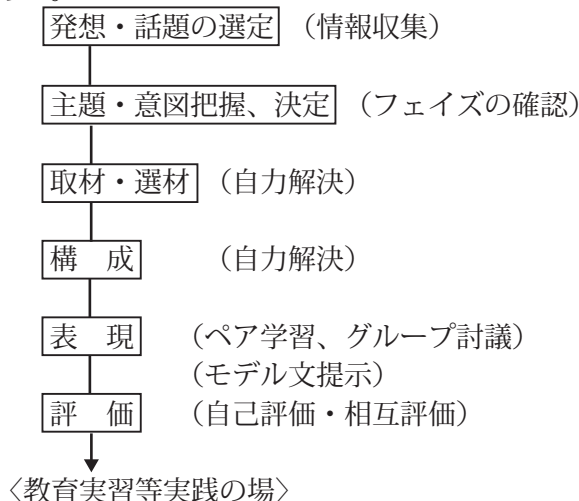 発想・話題の選定（情報収集）
主題・意図把握、決定（フェイズの確認）
取材・選材（自力解決）
構　成　（自力解決）
表　現　（ペア学習、グループ討議）
（モデル文提示）
評　価　（自己評価・相互評価）
〈教育実習等実践の場〉